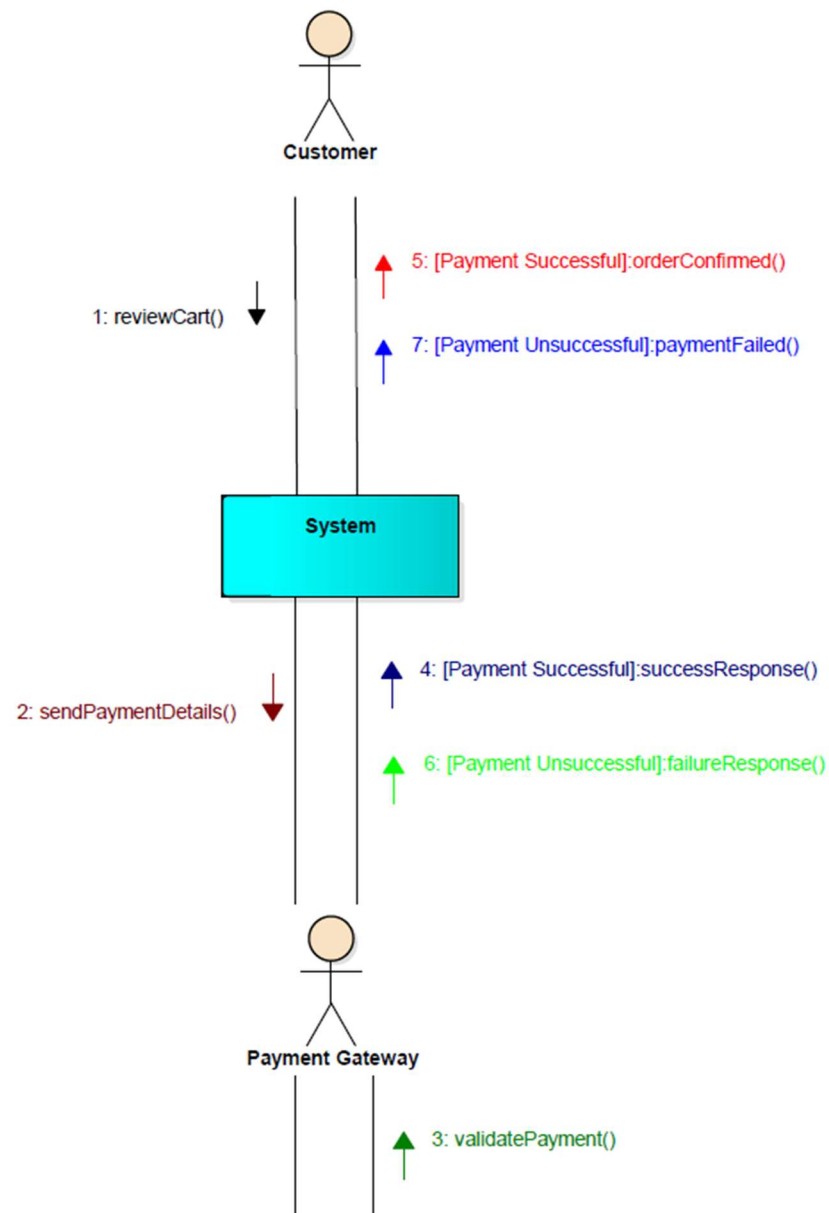 Customer
5: [Payment Successful]:orderConfirmed()
1: reviewCart()
7: [Payment Unsuccessful]:paymentFailed()
System
4: [Payment Successful]:successResponse()
2: sendPaymentDetails()
6: [Payment Unsuccessful]:failureResponse()
Payment Gateway
3: validatePayment()